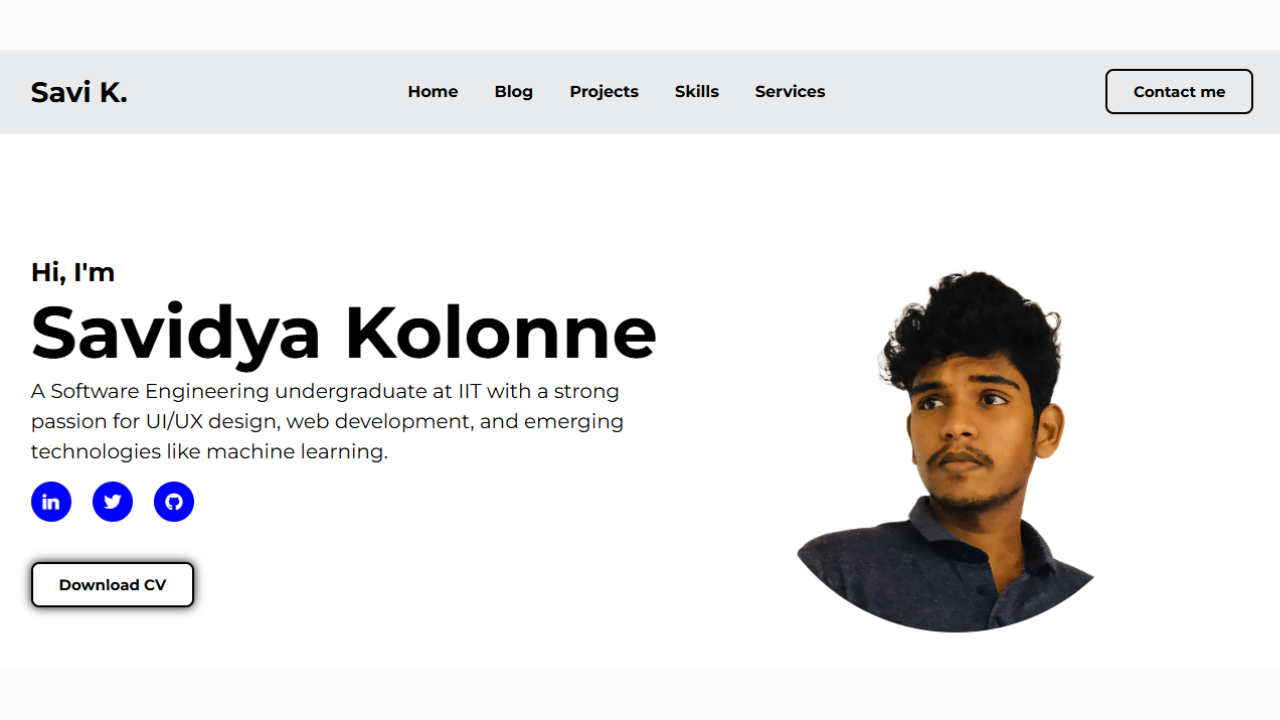 Savi K.
Home Blog Projects Skills Services
Contact me
Hi, I'm
Savidya Kolonne
A Software Engineering undergraduate at IIT with a strong
passion for UI/UX design, web development, and emerging
technologies like machine learning.
in
Download CV